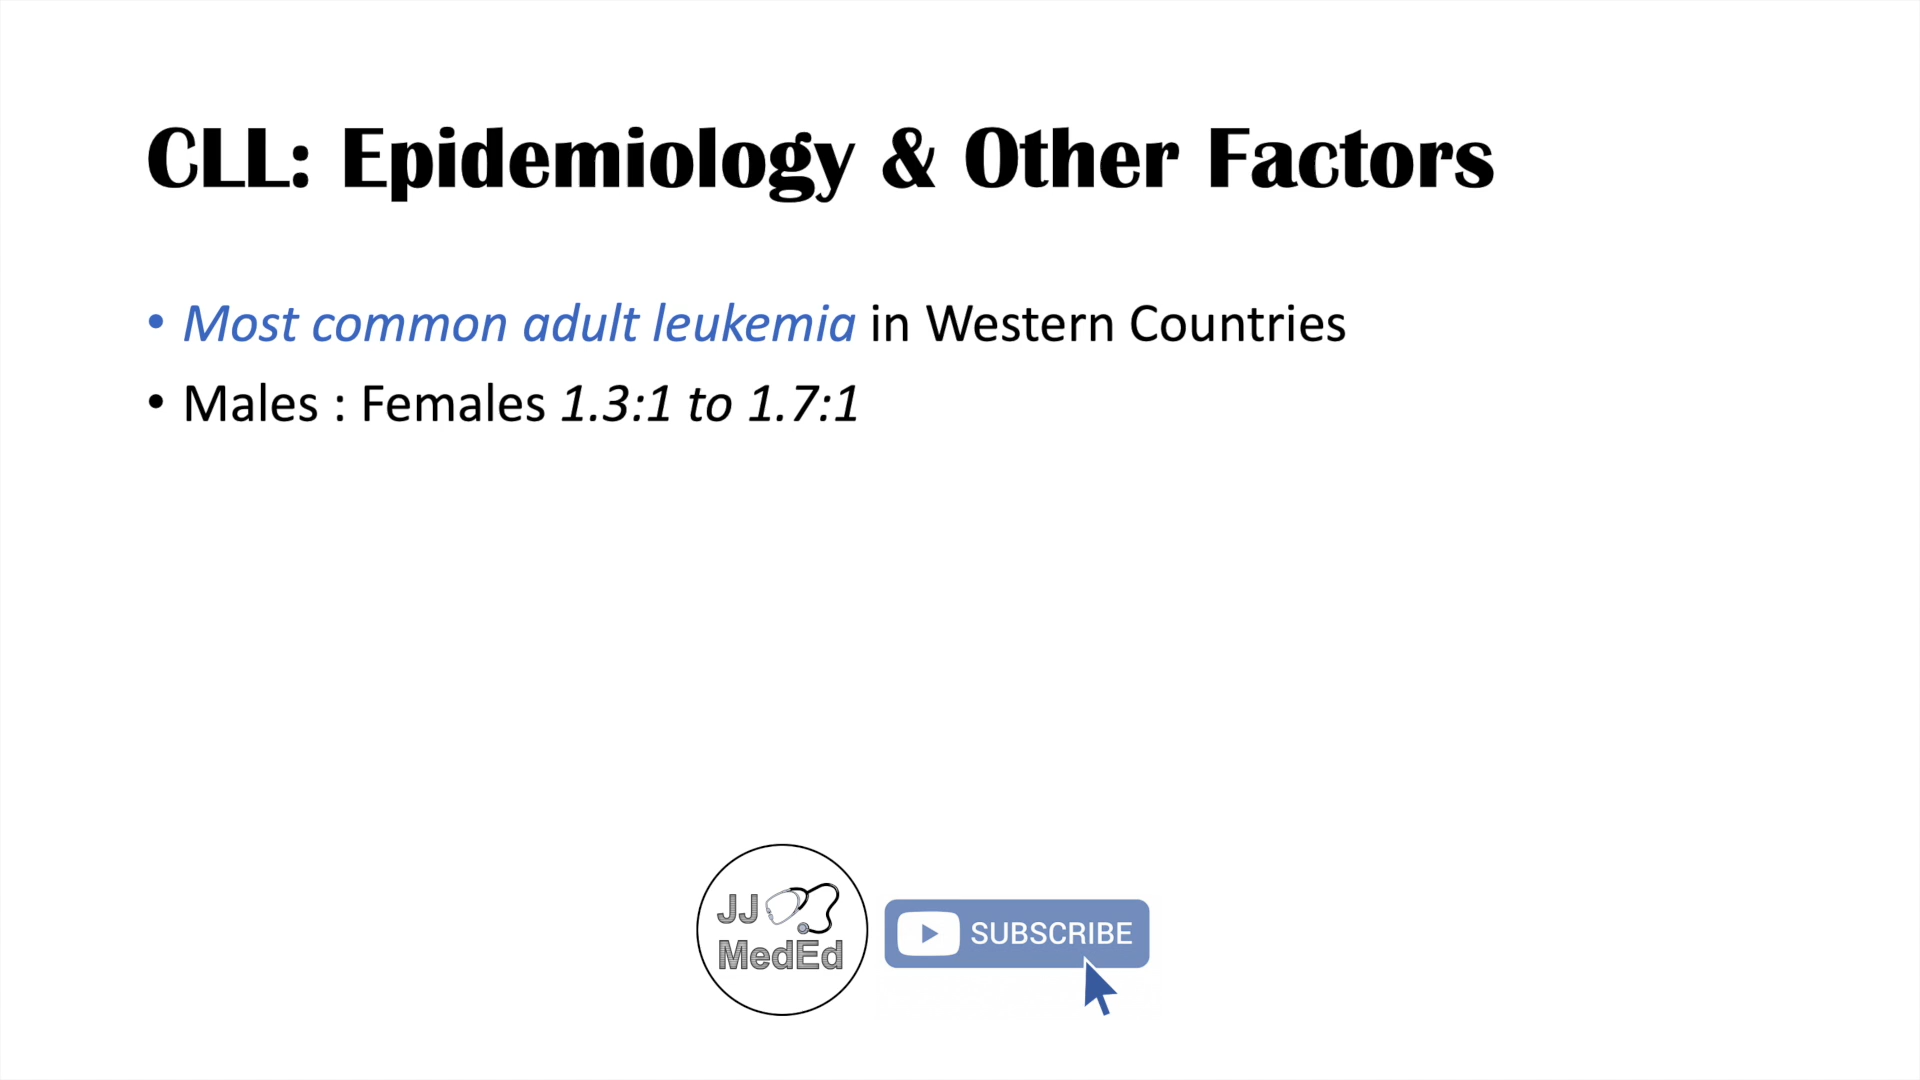 CLL: Epidemiology & Other Factors
• Most common adult leukemia in Western Countries
• Males : Females 1.3:1 to 1.7:1
JJ
MedEd
SUBSCRIBE